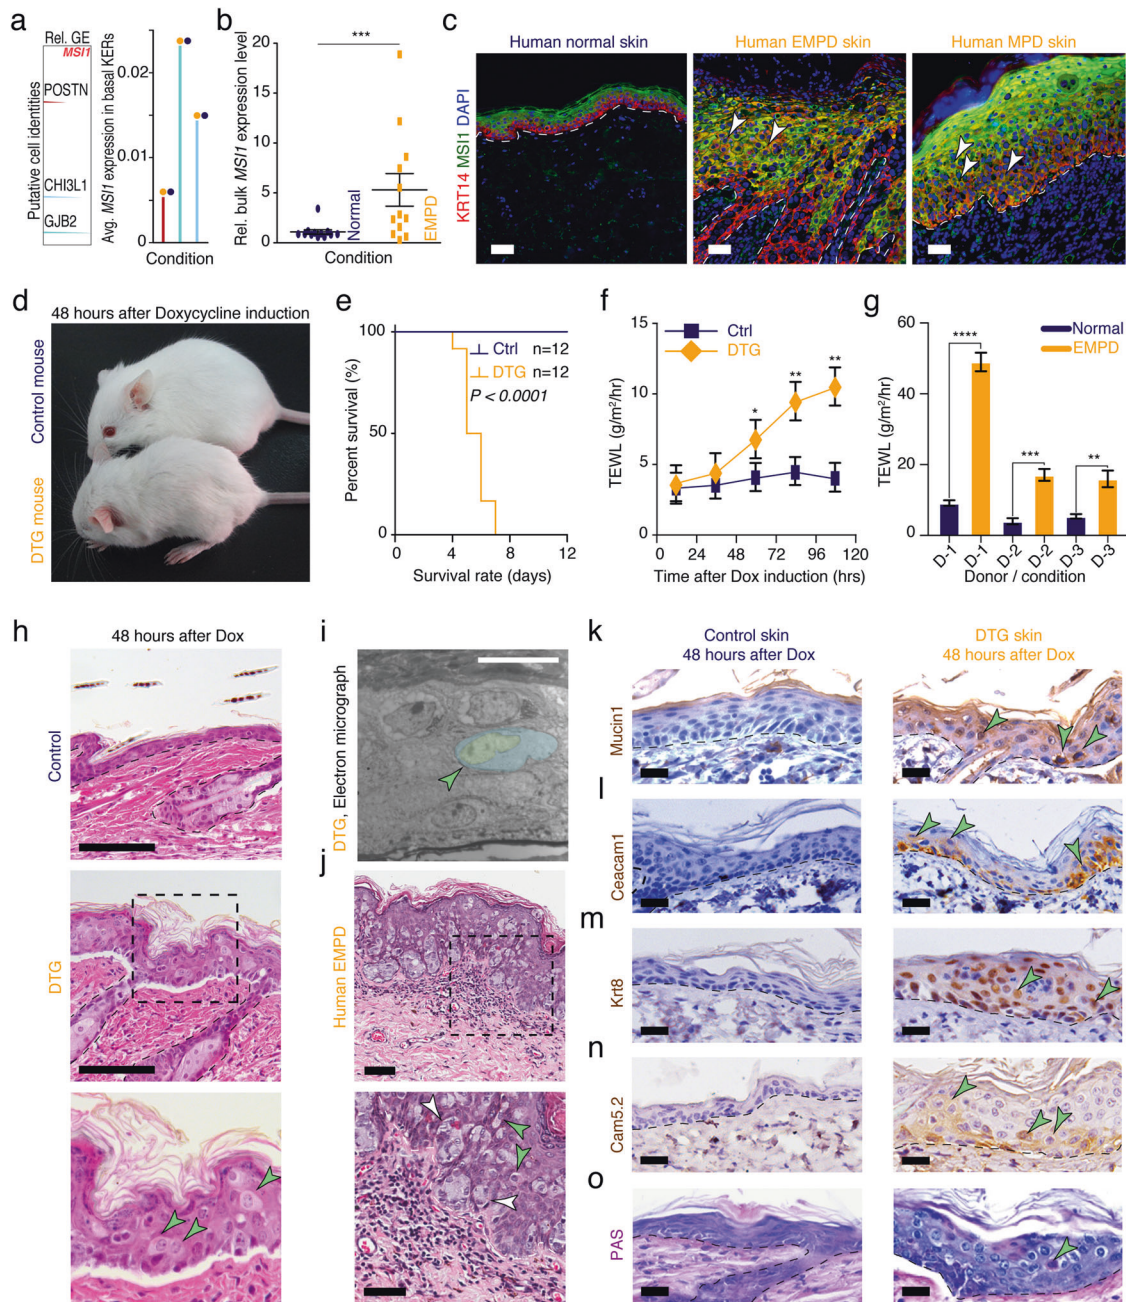 a
Rel. GE
MSI1
POSTN
CHI3L1
GJB2
Putative cell identities
Avg. MSI1 expression in basal KERs
0.02
0.01
0
Condition
b
***
Rel. bulk MSI1 expression level
20
15
10
5
0
Normal
EMPD
Condition
c
Human normal skin
Human EMPD skin
Human MPD skin
KRT14 MSI1 DAPI
d
48 hours after Doxycycline induction
Control mouse
DTG mouse
e
Percent survival (%)
100
50
0
Ctrl n=12
DTG n=12
P < 0.0001
0 4 8 12
Survival rate (days)
f
TEWL (g/m²/hr)
15
10
5
0
Ctrl
DTG
*
**
**
0 24 48 72 96 120
Time after Dox induction (hrs)
g
TEWL (g/m²/hr)
60
40
20
0
Normal
EMPD
****
***
**
D-1 D-1 D-2 D-2 D-3 D-3
Donor / condition
h
48 hours after Dox
Control
DTG
i
DTG, Electron micrograph
j
Human EMPD
k
Control skin
48 hours after Dox
DTG skin
48 hours after Dox
Mucin1
l
Ceacam1
m
Krt8
n
Cam5.2
o
PAS